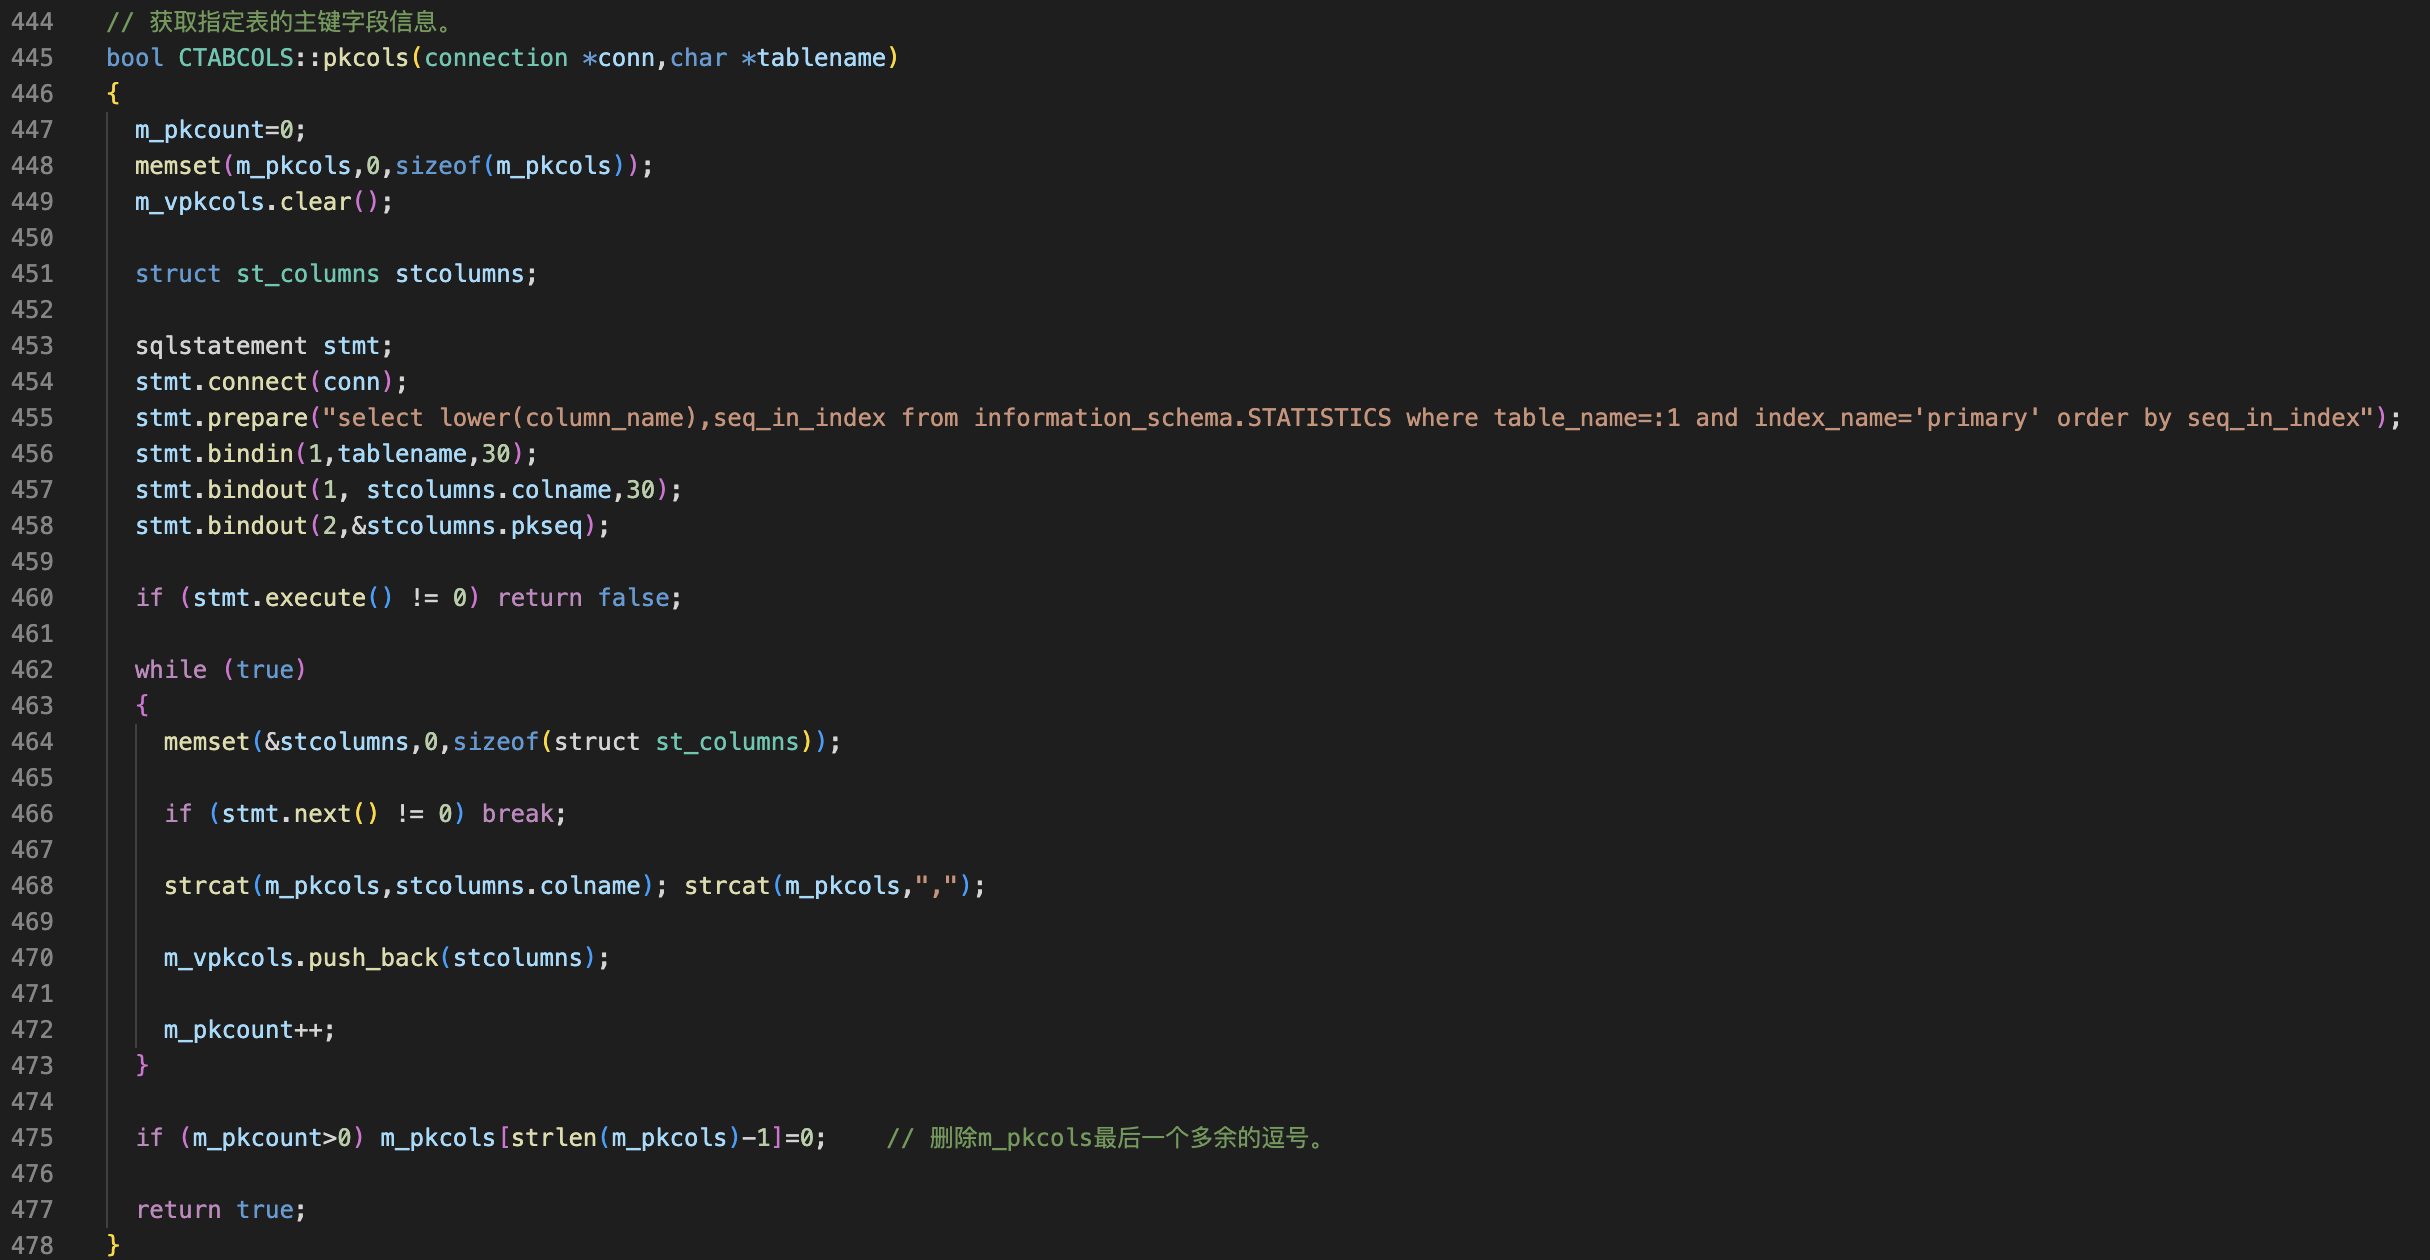 444 // 获取指定表的主键字段信息。
445 bool CTABCOLS::pkcols(connection *conn,char *tablename)
446 {
447   m_pkcount=0;
448   memset(m_pkcols,0,sizeof(m_pkcols));
449   m_vpkcols.clear();
450
451   struct st_columns stcolumns;
452
453   sqlstatement stmt;
454   stmt.connect(conn);
455   stmt.prepare("select lower(column_name),seq_in_index from information_schema.STATISTICS where table_name=:1 and index_name='primary' order by seq_in_index");
456   stmt.bindin(1,tablename,30);
457   stmt.bindout(1, stcolumns.colname,30);
458   stmt.bindout(2,&stcolumns.pkseq);
459
460   if (stmt.execute() != 0) return false;
461
462   while (true)
463   {
464     memset(&stcolumns,0,sizeof(struct st_columns));
465
466     if (stmt.next() != 0) break;
467
468     strcat(m_pkcols,stcolumns.colname); strcat(m_pkcols,",");
469
470     m_vpkcols.push_back(stcolumns);
471
472     m_pkcount++;
473   }
474
475   if (m_pkcount>0) m_pkcols[strlen(m_pkcols)-1]=0;    // 删除m_pkcols最后一个多余的逗号。
476
477   return true;
478 }